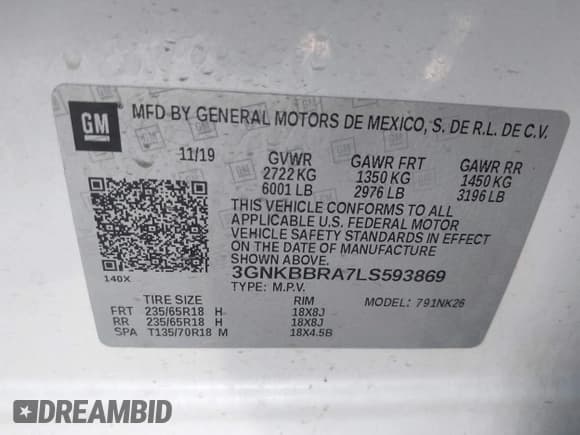 GM
MFD BY GENERAL MOTORS DE MEXICO, S. DE R.L. DE C.V.
11/19 GVWR GAWR FRT GAWR RR
2722 KG 1350 KG 1450 KG
6001 LB 2976 LB 3196 LB
THIS VEHICLE CONFORMS TO ALL
APPLICABLE U.S. FEDERAL MOTOR
VEHICLE SAFETY STANDARDS IN EFFECT
ON THE DATE OF MANUFACTURE
SHOWN ABOVE.
3GNKBBRA7LS593869
140X TYPE: M.P.V.
TIRE SIZE RIM MODEL: 791NK26
FRT 235/65R18 H 18X8J
RR 235/65R18 H 18X8J
SPA T135/70R18 M 18X4.5B
DREAMBID